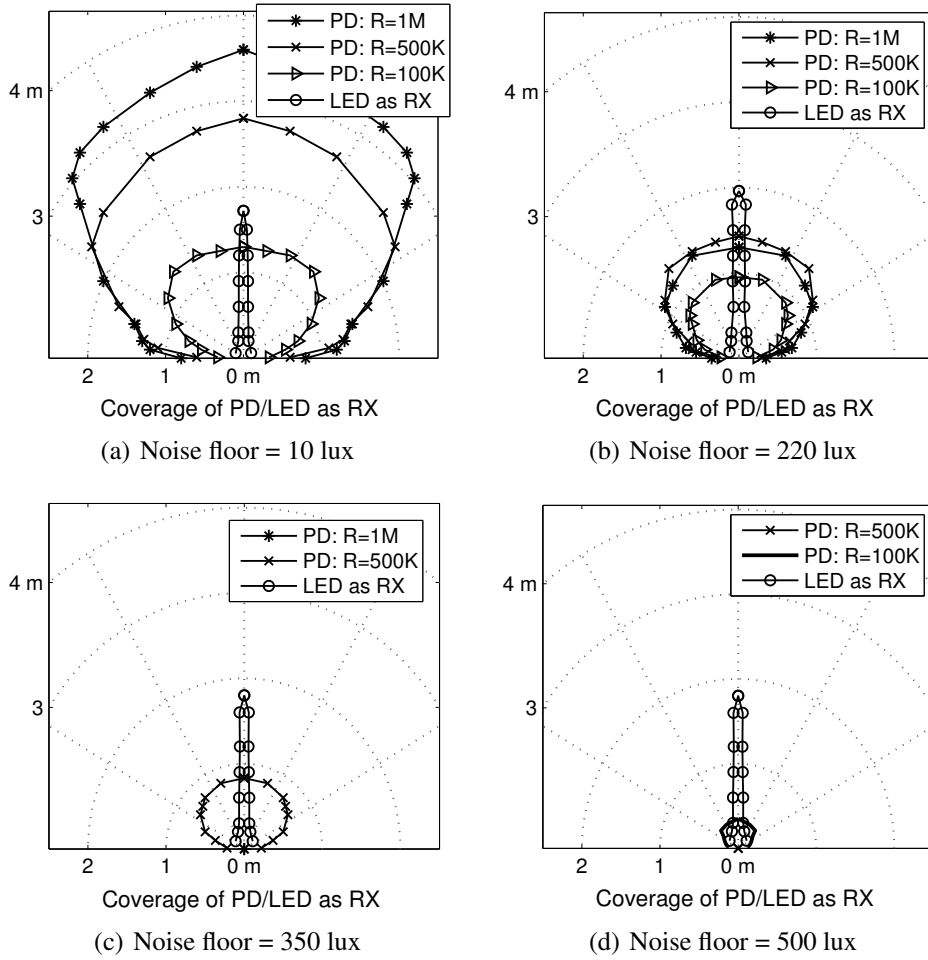 PD: R=1M
PD: R=500K
PD: R=100K
LED as RX
4 m
3
2
1
0 m
Coverage of PD/LED as RX
(a) Noise floor = 10 lux
PD: R=1M
PD: R=500K
PD: R=100K
LED as RX
4 m
3
2
1
0 m
Coverage of PD/LED as RX
(b) Noise floor = 220 lux
PD: R=1M
PD: R=500K
LED as RX
4 m
3
2
1
0 m
Coverage of PD/LED as RX
(c) Noise floor = 350 lux
PD: R=500K
PD: R=100K
LED as RX
4 m
3
2
1
0 m
Coverage of PD/LED as RX
(d) Noise floor = 500 lux